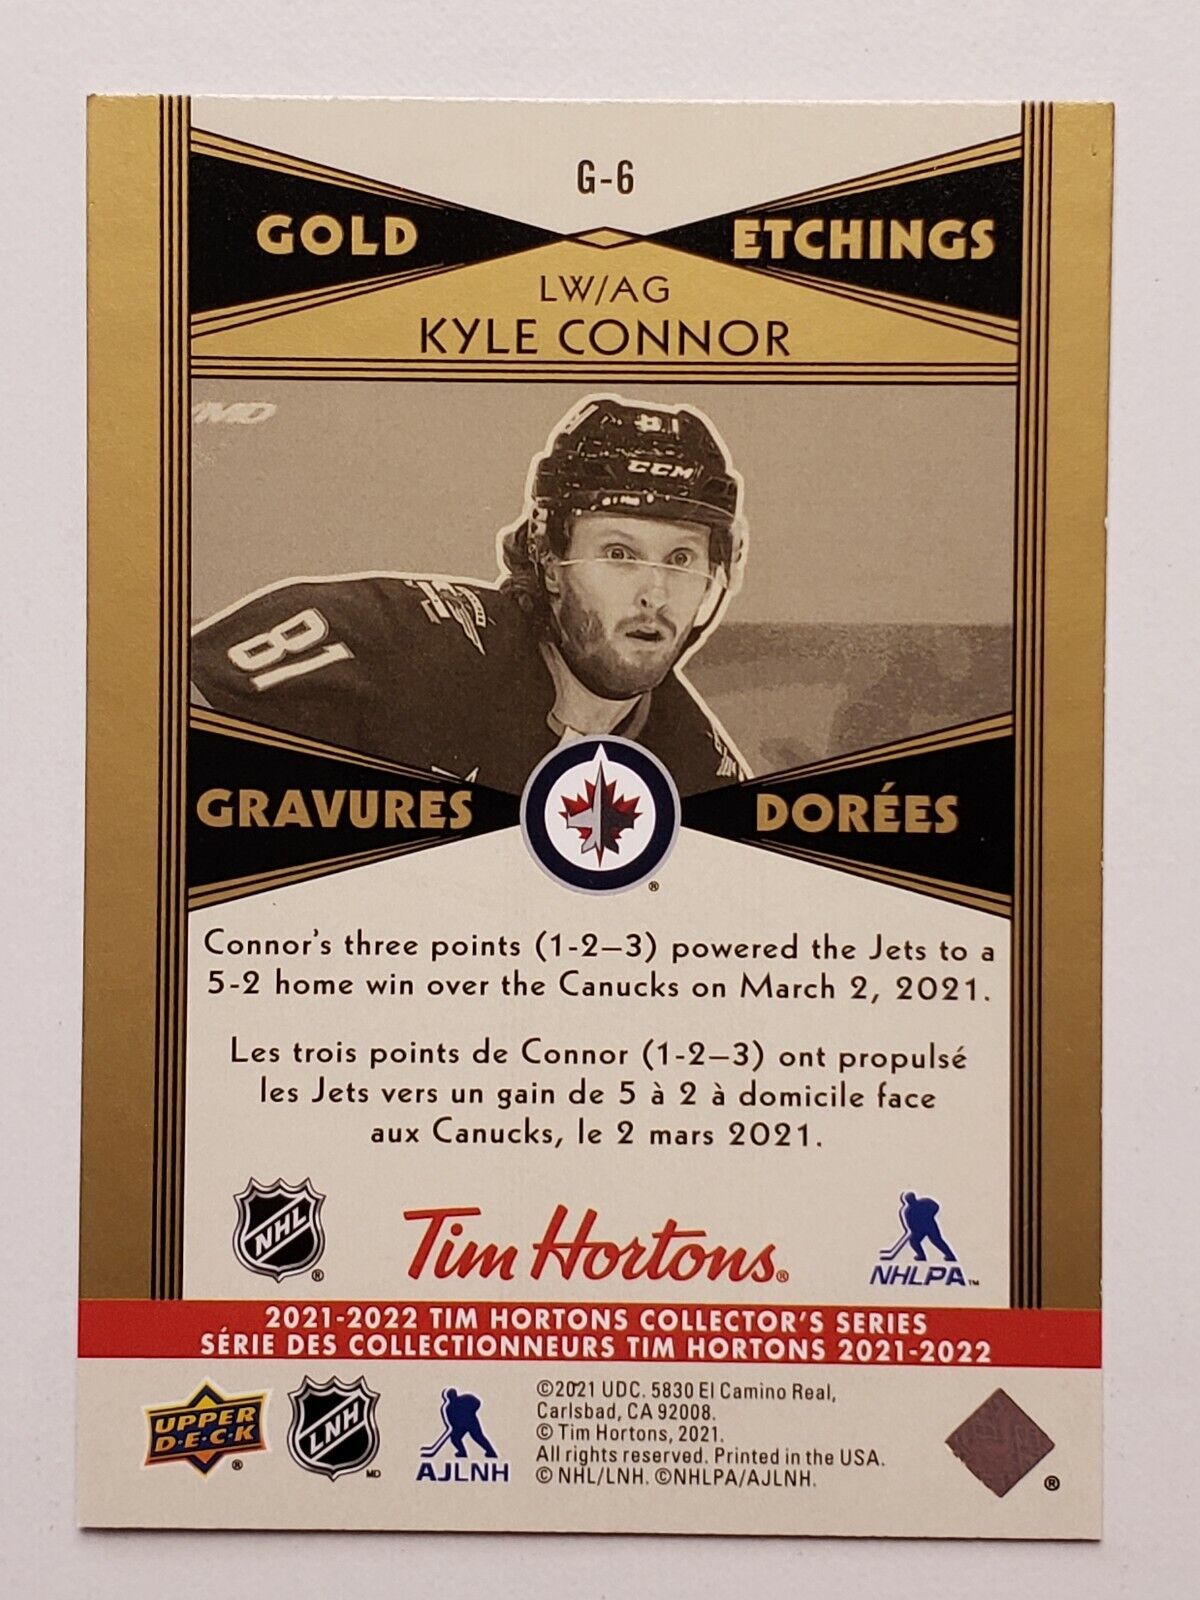 G-6
GOLD ETCHINGS
LW/AG
KYLE CONNOR
YMD
81
CCM
81
GRAVURES DORÉES
®
Connor's three points (1-2–3) powered the Jets to a
5-2 home win over the Canucks on March 2, 2021.
Les trois points de Connor (1-2–3) ont propulsé
les Jets vers un gain de 5 à 2 à domicile face
aux Canucks, le 2 mars 2021.
NHL ® Tim Hortons® NHLPA™
2021-2022 TIM HORTONS COLLECTOR'S SERIES
SÉRIE DES COLLECTIONNEURS TIM HORTONS 2021-2022
UPPER D·E·C·K ® LNH MD AJLNH
©2021 UDC. 5830 El Camino Real,
Carlsbad, CA 92008.
© Tim Hortons, 2021.
All rights reserved. Printed in the USA.
© NHL/LNH. ©NHLPA/AJLNH.
®